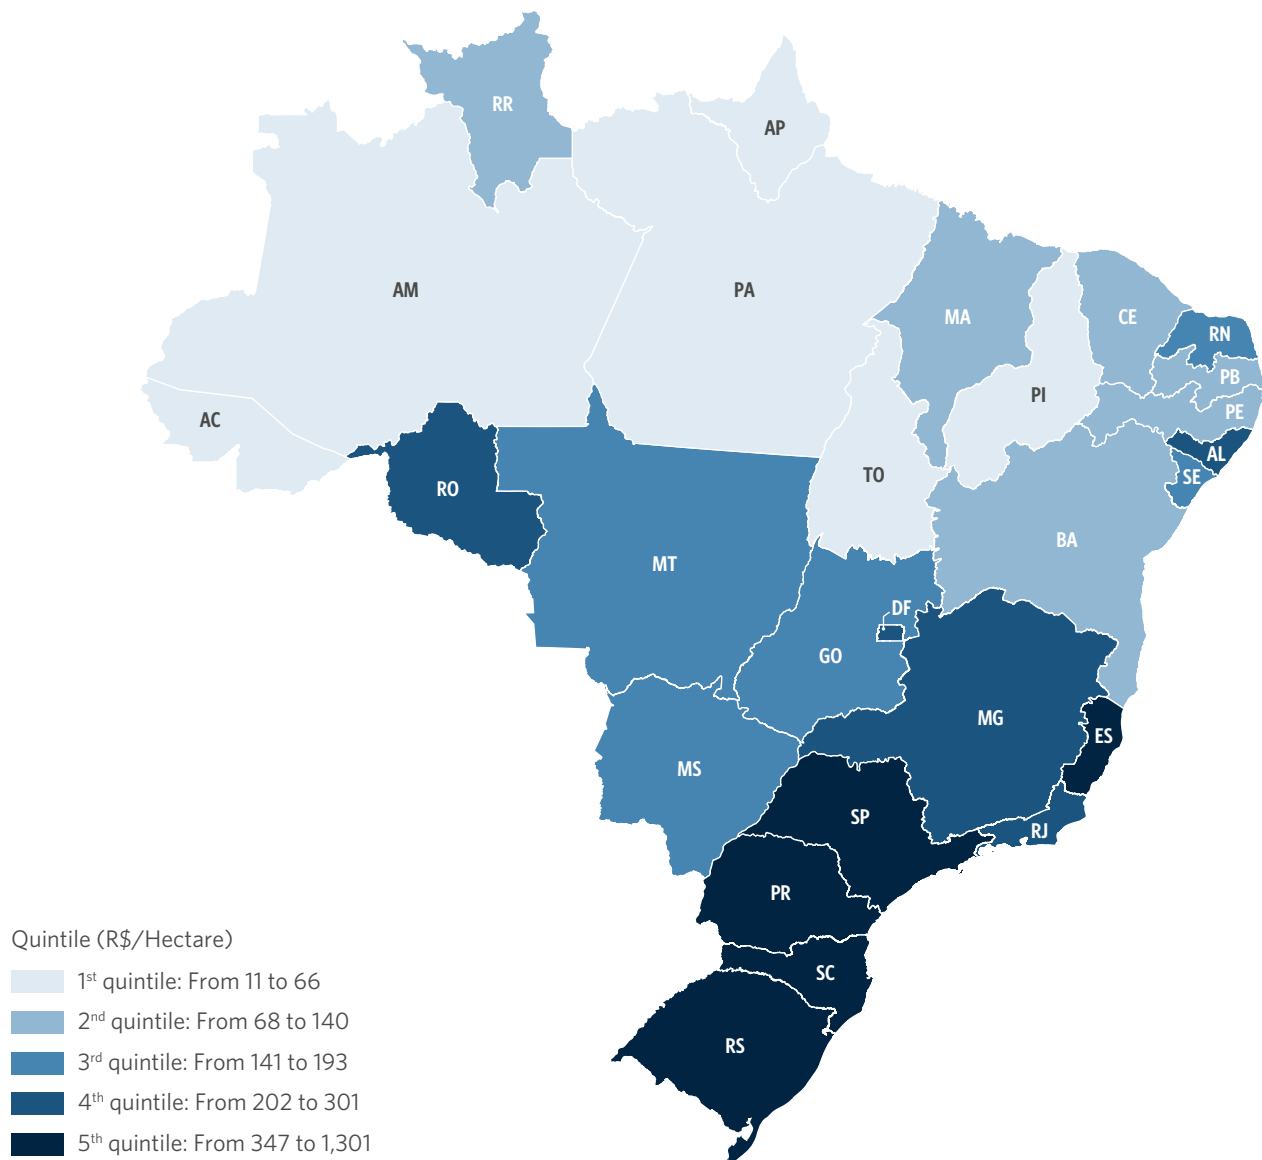 RR
AP
AM
PA
MA
CE
RN
PB
PI
PE
AC
AL
TO
SE
RO
BA
MT
DF
GO
MG
ES
MS
SP
RJ
PR
SC
RS
Quintile (R$/Hectare)
1st quintile: From 11 to 66
2nd quintile: From 68 to 140
3rd quintile: From 141 to 193
4th quintile: From 202 to 301
5th quintile: From 347 to 1,301